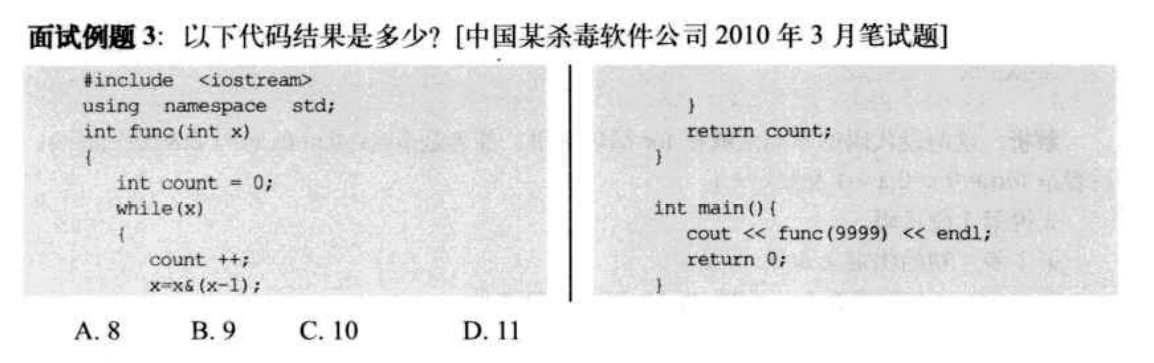 面试例题 3: 以下代码结果是多少? [中国某杀毒软件公司 2010 年 3 月笔试题]
#include <iostream>
using namespace std;
int func(int x)
{
int count = 0;
while(x)
{
count ++;
x=x&(x-1);
}
return count;
}
int main(){
cout << func(9999) << endl;
return 0;
}
A. 8 B. 9 C. 10 D. 11